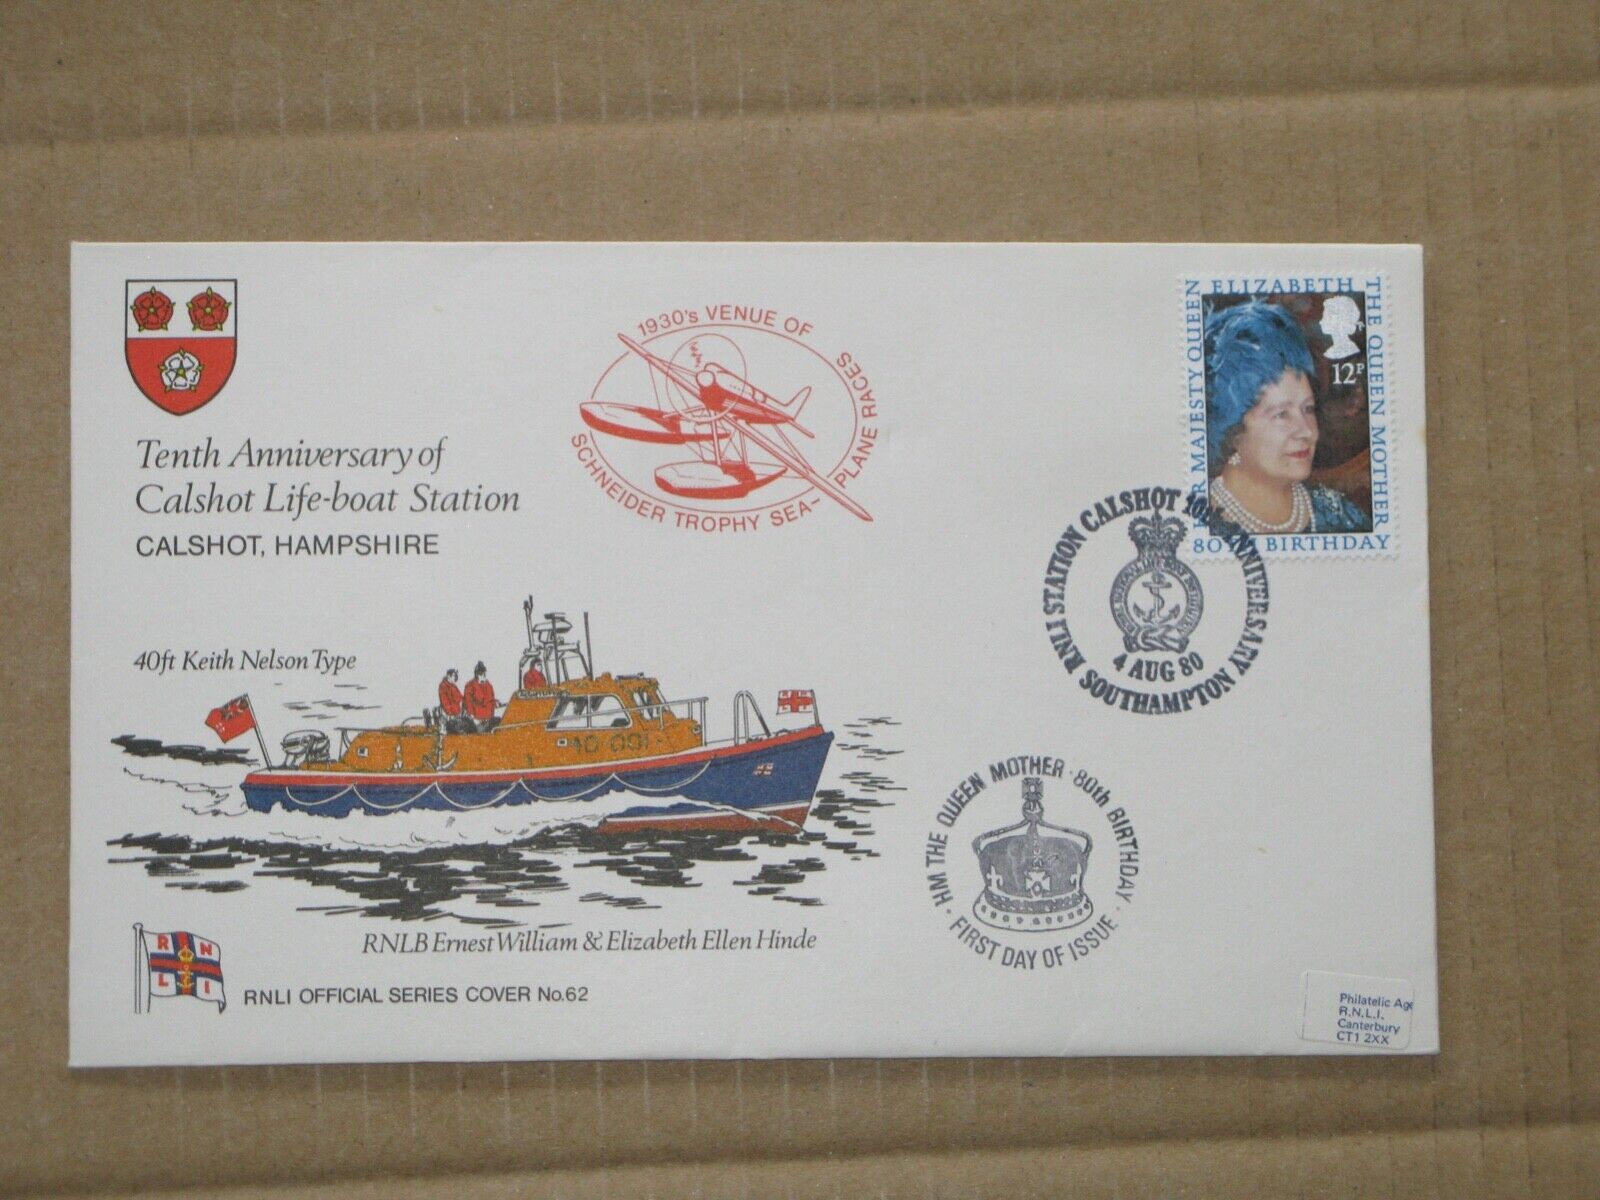 Tenth Anniversary of
Calshot Life-boat Station
CALSHOT, HAMPSHIRE
1930's VENUE OF
SCHNEIDER TROPHY SEA-PLANE RACES
HER MAJESTY QUEEN
ELIZABETH
THE QUEEN MOTHER
80TH BIRTHDAY
12P
RNLI STATION CALSHOT 10th ANNIVERSARY
4 AUG 80
SOUTHAMPTON
40ft Keith Nelson Type
40-001
RNLB Ernest William & Elizabeth Ellen Hinde
HM THE QUEEN MOTHER · 80th BIRTHDAY
· FIRST DAY OF ISSUE ·
R N
L I
RNLI OFFICIAL SERIES COVER No.62
Philatelic Age
R.N.L.I.
Canterbury
CT1 2XX